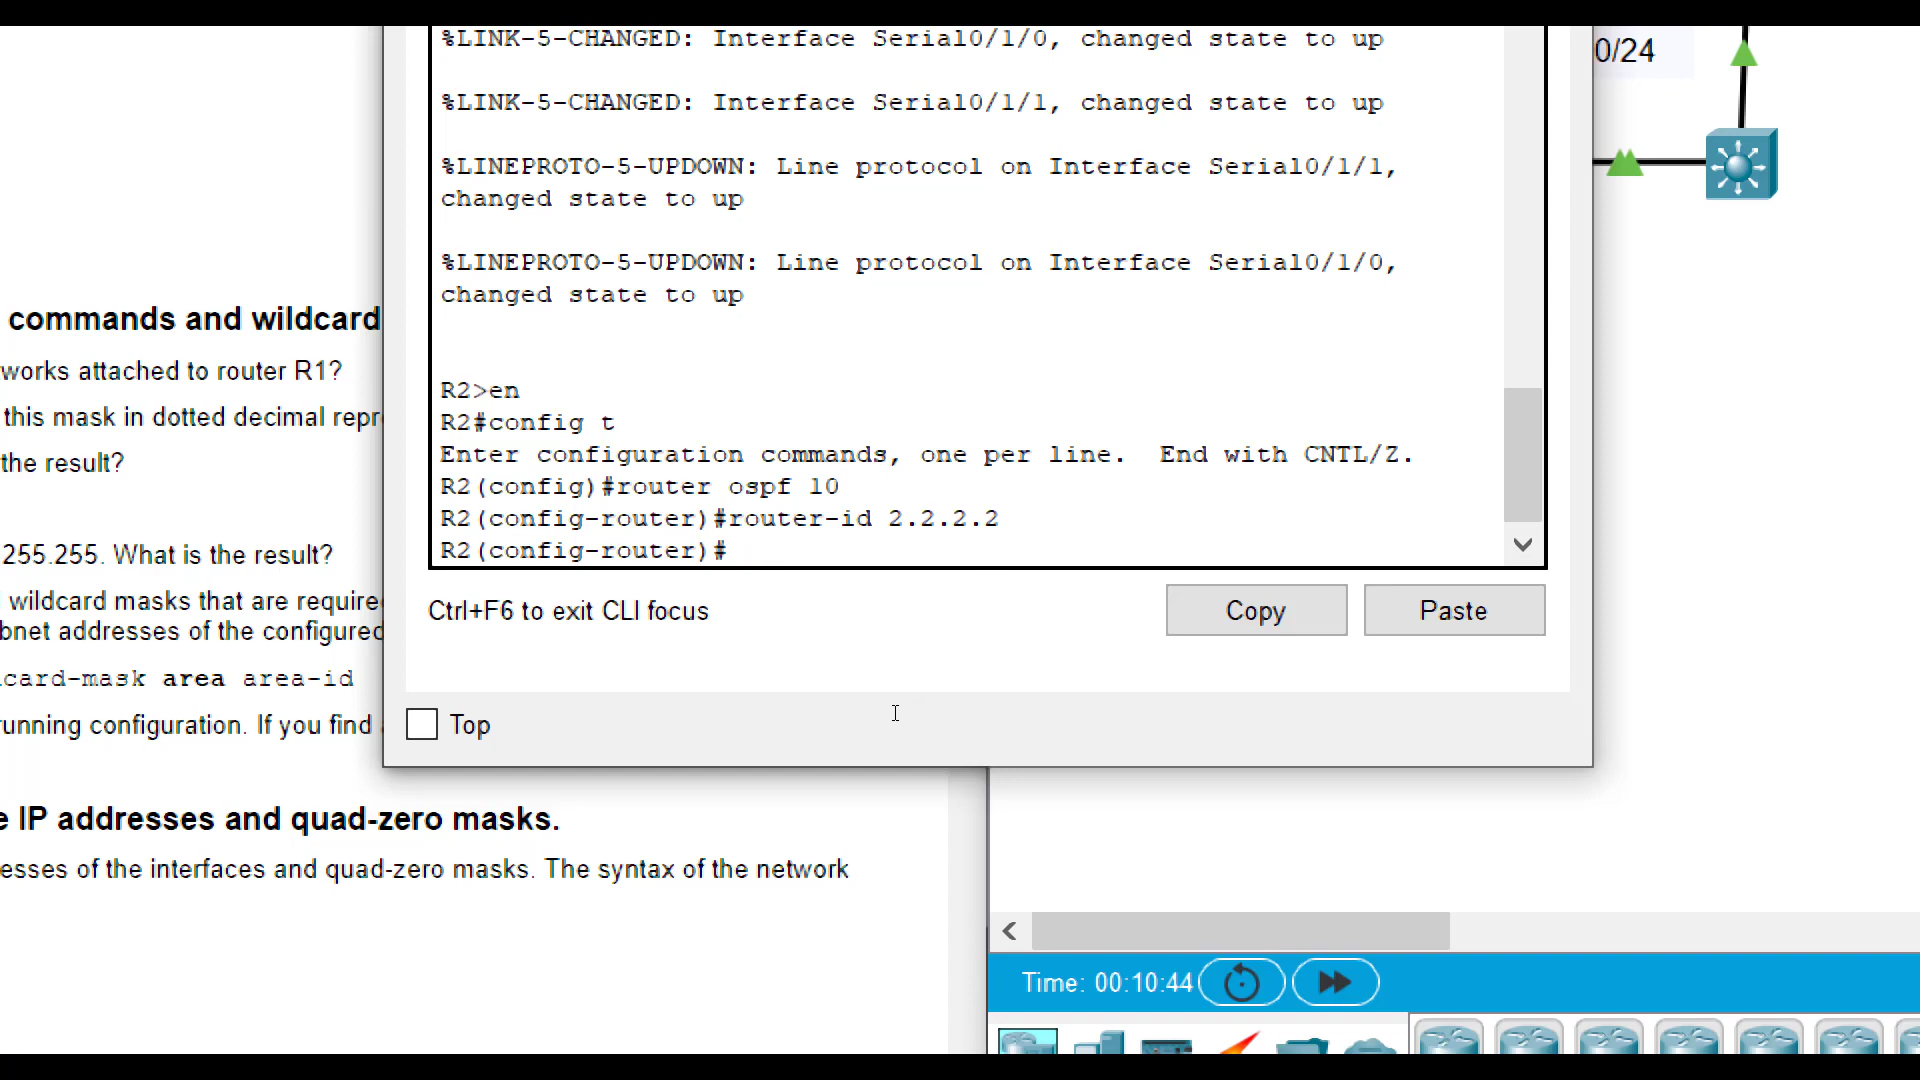 %LINK-5-CHANGED: Interface Serial0/1/0, changed state to up
0/24
%LINK-5-CHANGED: Interface Serial0/1/1, changed state to up
%LINEPROTO-5-UPDOWN: Line protocol on Interface Serial0/1/1,
changed state to up
%LINEPROTO-5-UPDOWN: Line protocol on Interface Serial0/1/0,
changed state to up
R2>en
R2#config t
Enter configuration commands, one per line.  End with CNTL/Z.
R2(config)#router ospf 10
R2(config-router)#router-id 2.2.2.2
R2(config-router)#
Ctrl+F6 to exit CLI focus
Copy
Paste
Top
commands and wildcard
works attached to router R1?
this mask in dotted decimal repr
the result?
255.255. What is the result?
wildcard masks that are require
bnet addresses of the configured
card-mask area area-id
running configuration. If you find
e IP addresses and quad-zero masks.
esses of the interfaces and quad-zero masks. The syntax of the network
Time: 00:10:44